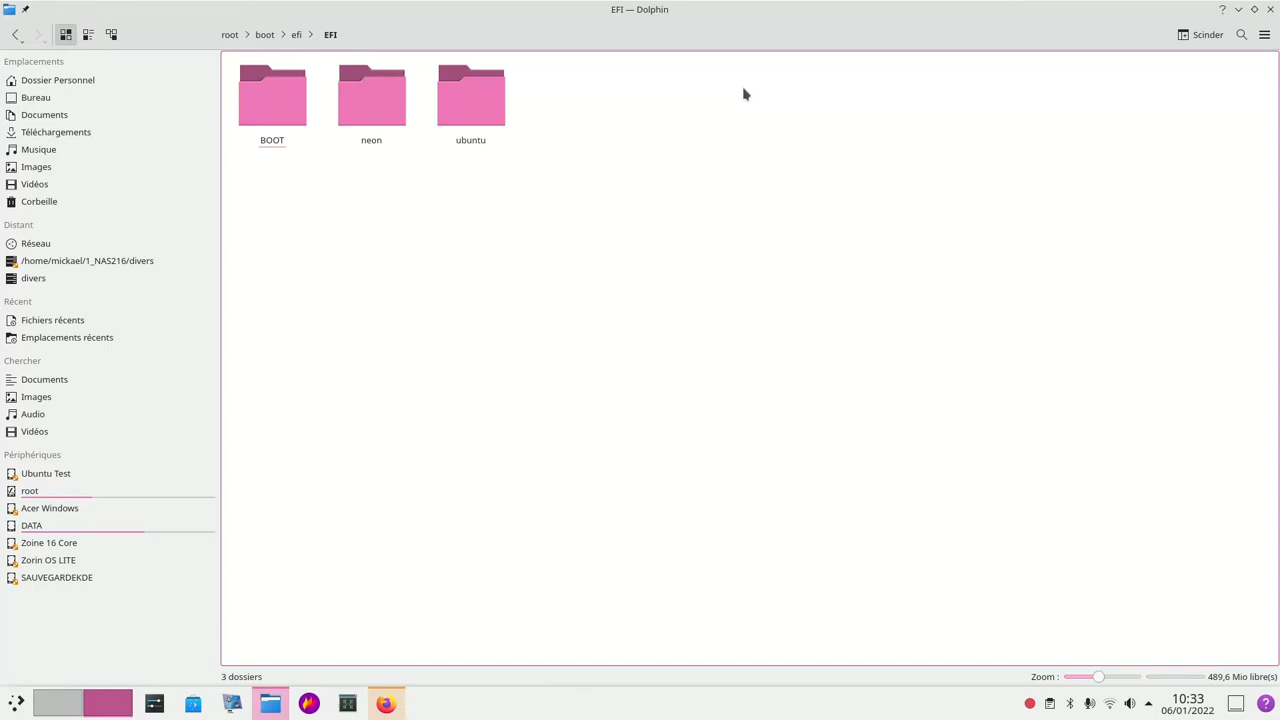 EFI — Dolphin
root > boot > efi > EFI
Scinder
Emplacements
Dossier Personnel
Bureau
Documents
Téléchargements
Musique
Images
Vidéos
Corbeille
Distant
Réseau
/home/mickael/1_NAS216/divers
divers
Récent
Fichiers récents
Emplacements récents
Chercher
Documents
Images
Audio
Vidéos
Périphériques
Ubuntu Test
root
Acer Windows
DATA
Zoine 16 Core
Zorin OS LITE
SAUVEGARDEKDE
BOOT
neon
ubuntu
3 dossiers
Zoom :
489,6 Mio libre(s)
10:33
06/01/2022